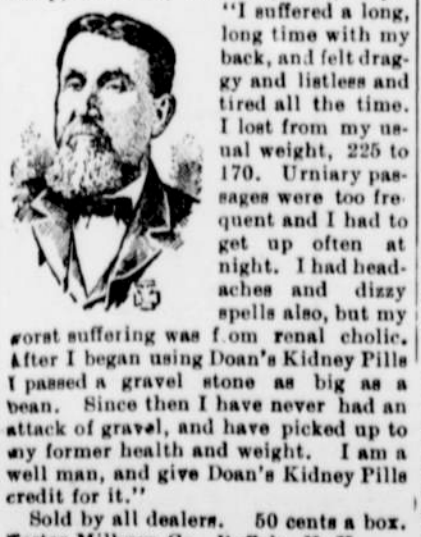 "I suffered a long,
long time with my
back, and felt drag-
gy and listless and
tired all the time.
I lost from my us-
ual weight, 225 to
170. Urniary pas-
sages were too fre
quent and I had to
get up often at
night. I had head-
aches and dizzy
spells also, but my
worst suffering was f om renal cholic.
After I began using Doan's Kidney Pills
I passed a gravel stone as big as a
bean. Since then I have never had an
attack of gravel, and have picked up to
my former health and weight. I am a
well man, and give Doan's Kidney Pills
credit for it."
Sold by all dealers. 50 cents a box.